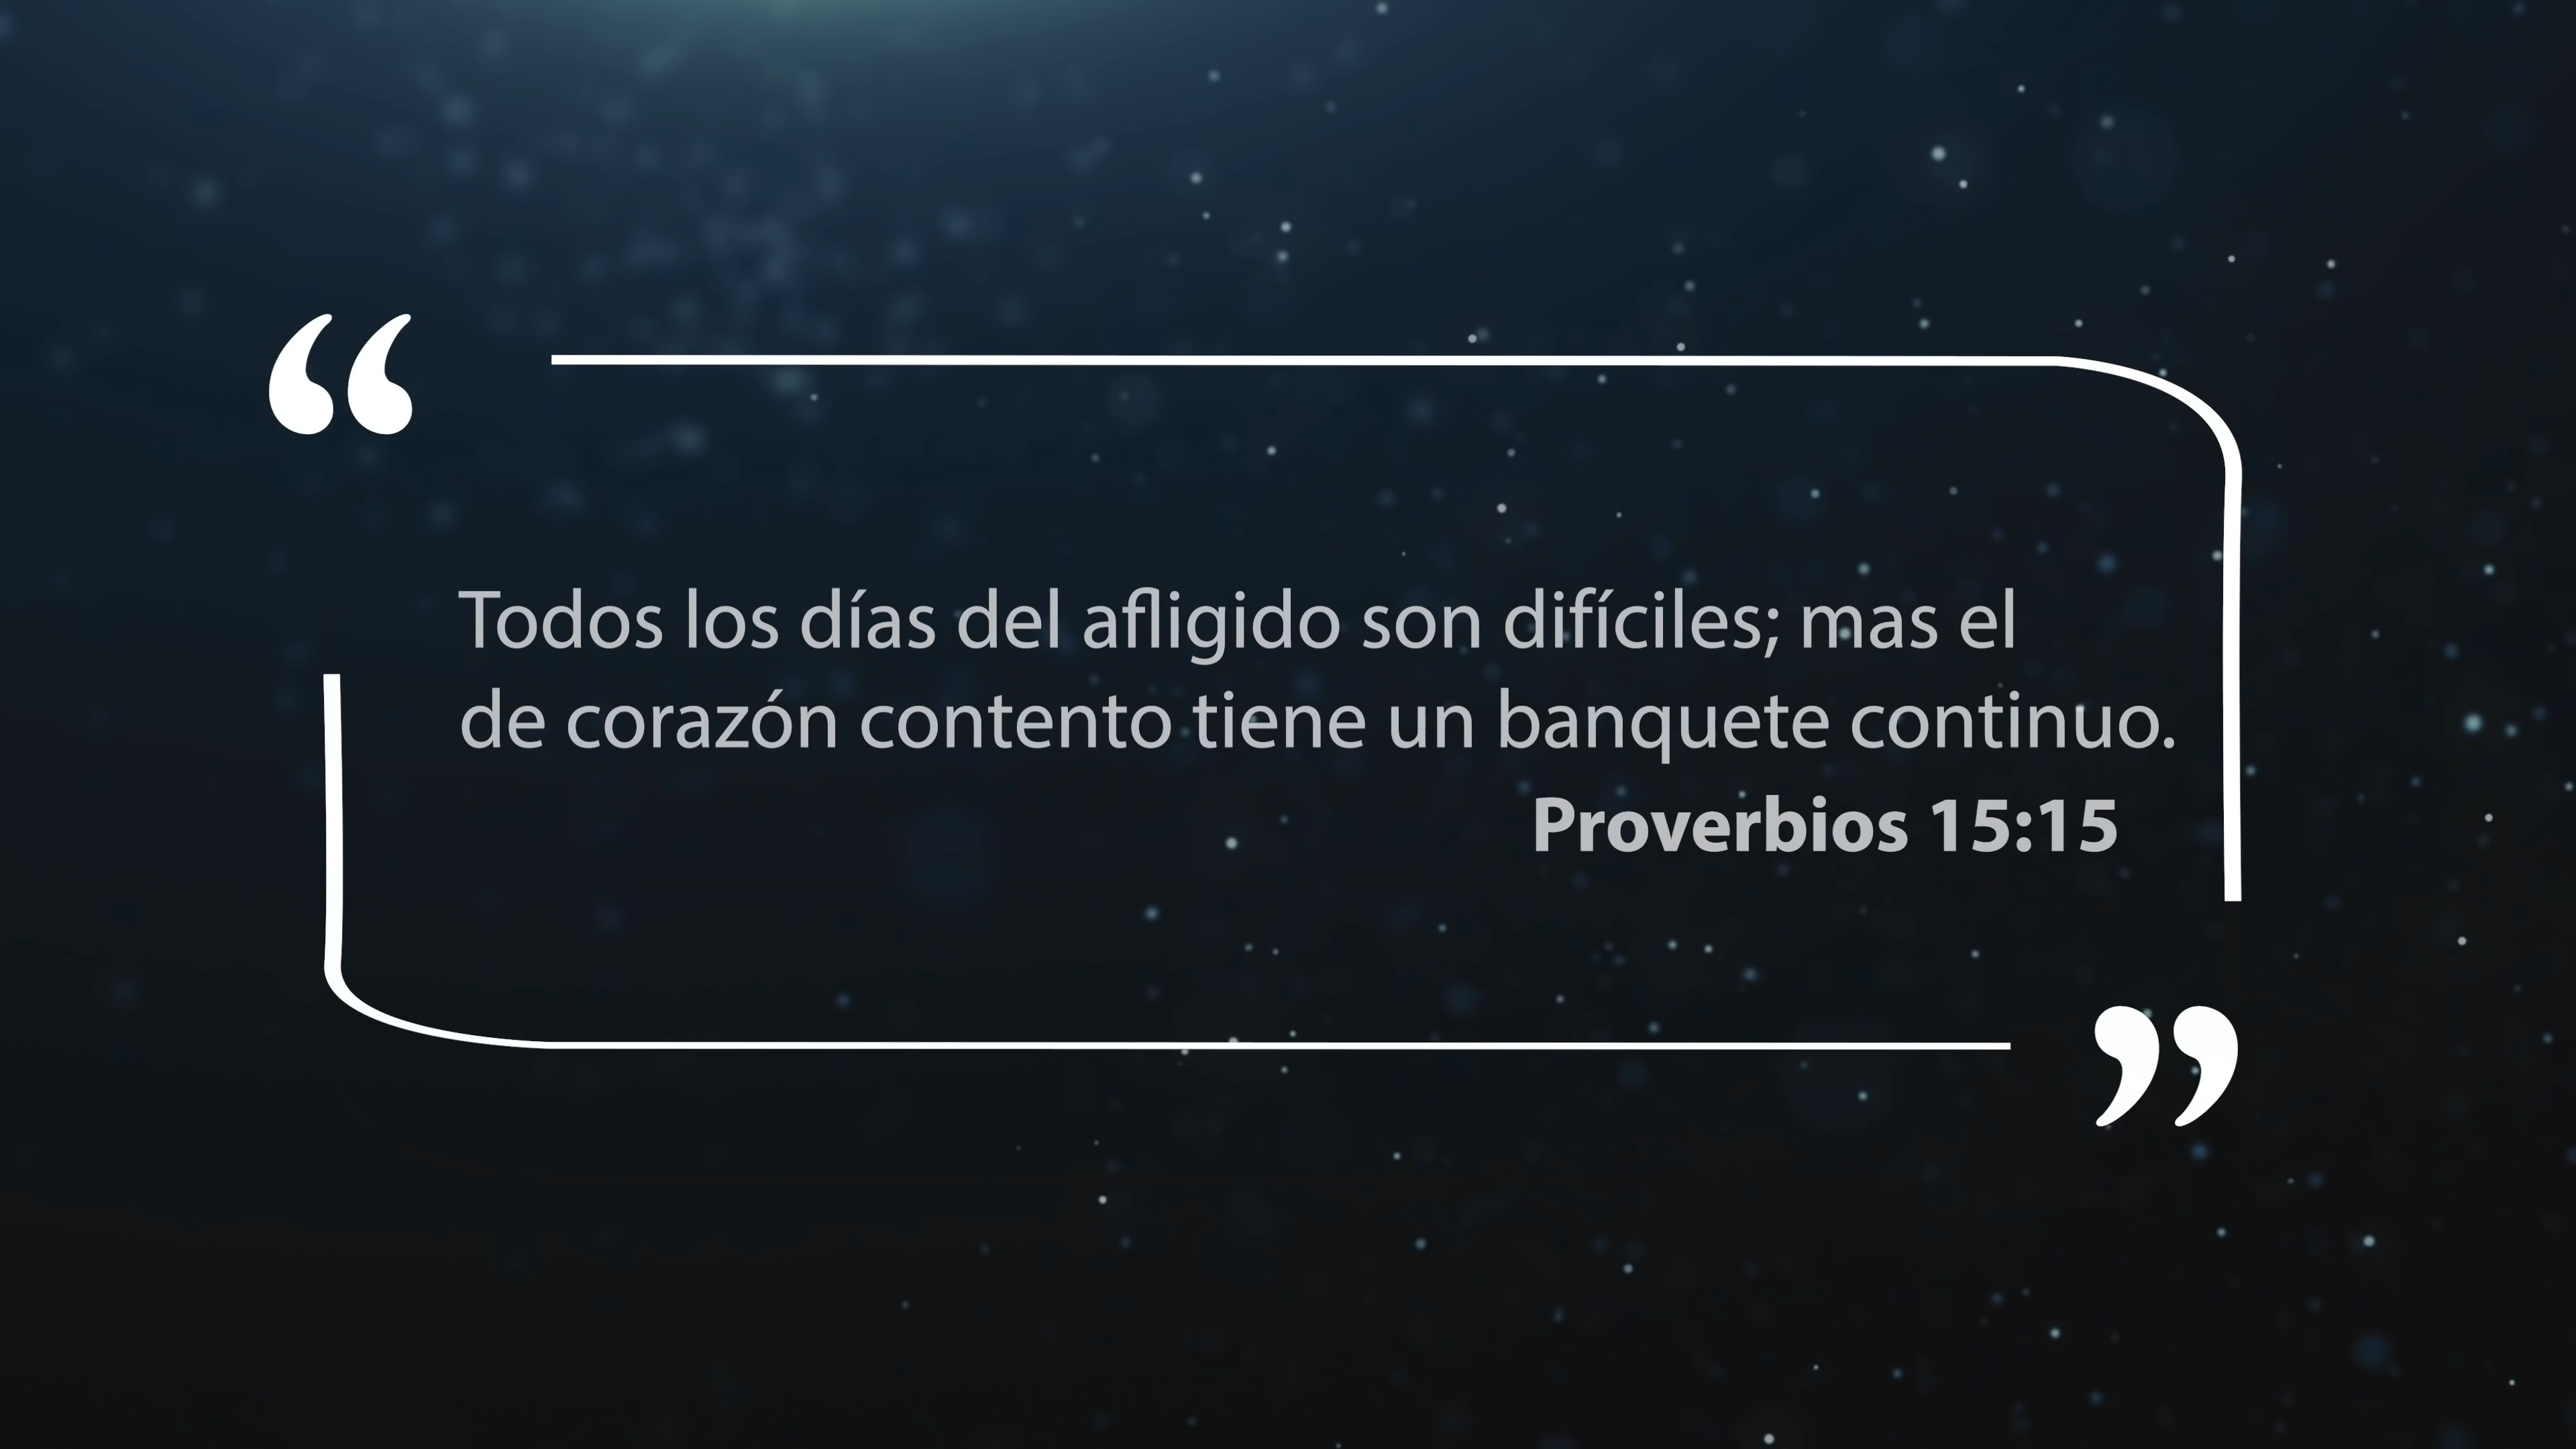 “
Todos los días del afligido son difíciles; mas el
de corazón contento tiene un banquete continuo.
Proverbios 15:15
”